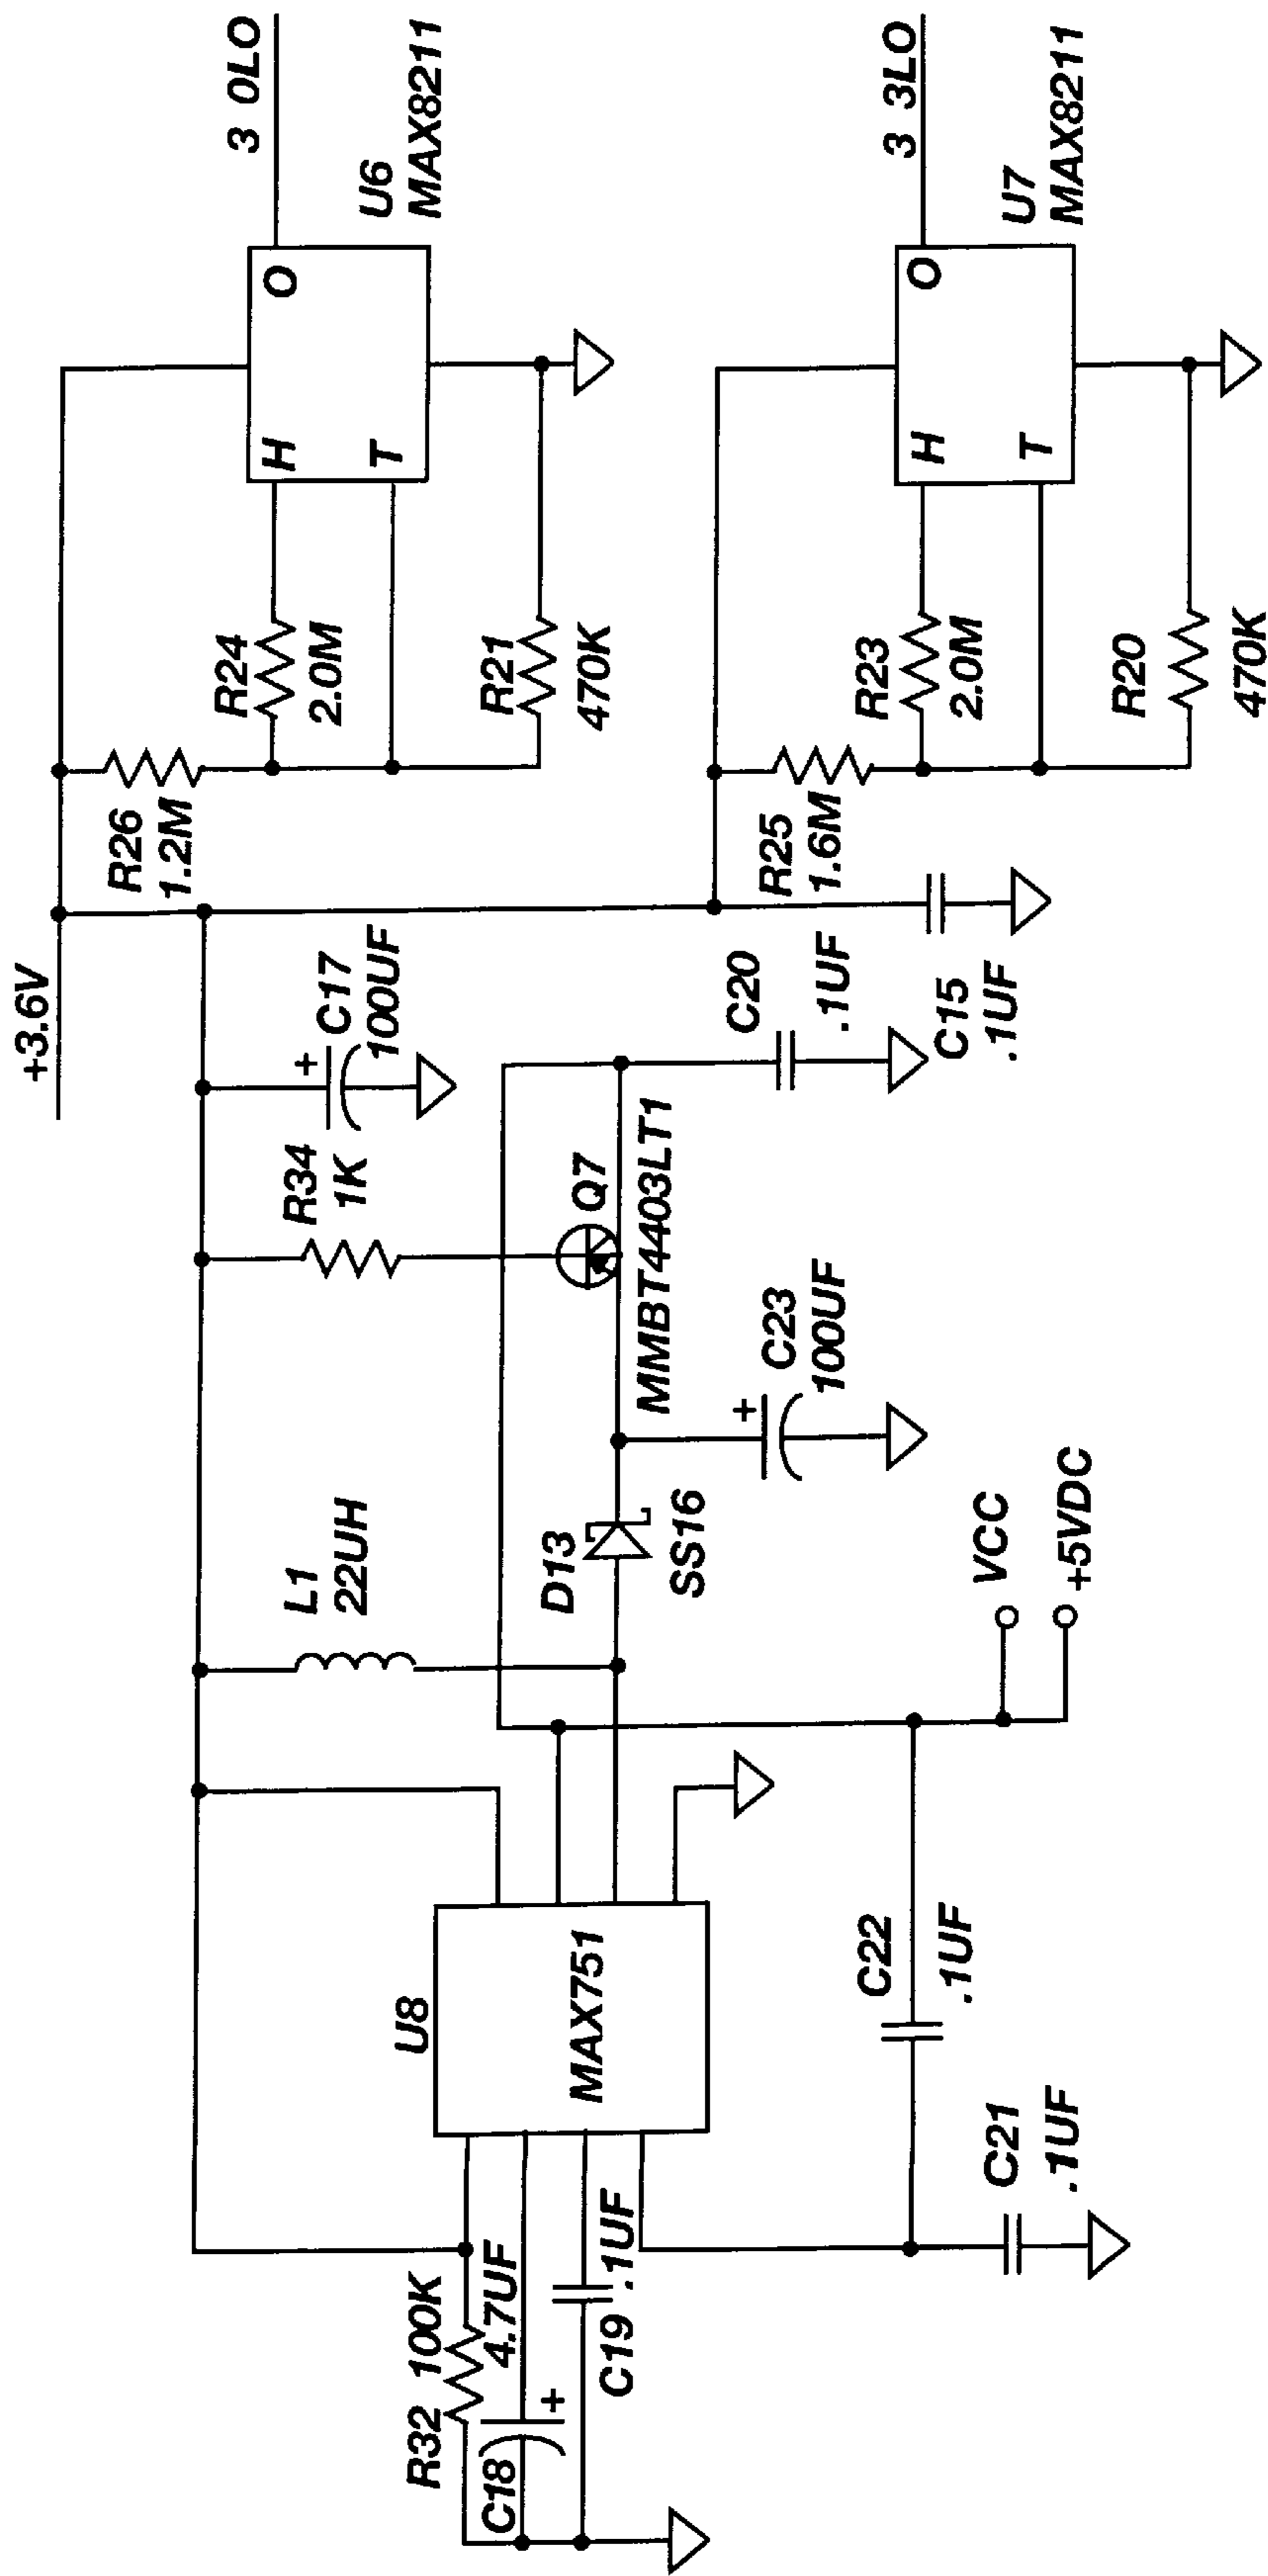 +3.6V
R26
1.2M
R24
2.0M
R21
470K
H
T
O
3 0LO
U6
MAX8211
R25
1.6M
R23
2.0M
R20
470K
H
T
O
3 3LO
U7
MAX8211
C17
100UF
+
R34
1K
L1
22UH
Q7
MMBT4403LT1
D13
SS16
C23
100UF
+
C20
.1UF
C15
.1UF
VCC
+5VDC
U8
MAX751
R32 100K
C18
4.7UF
+
C19 .1UF
C22
.1UF
C21
.1UF